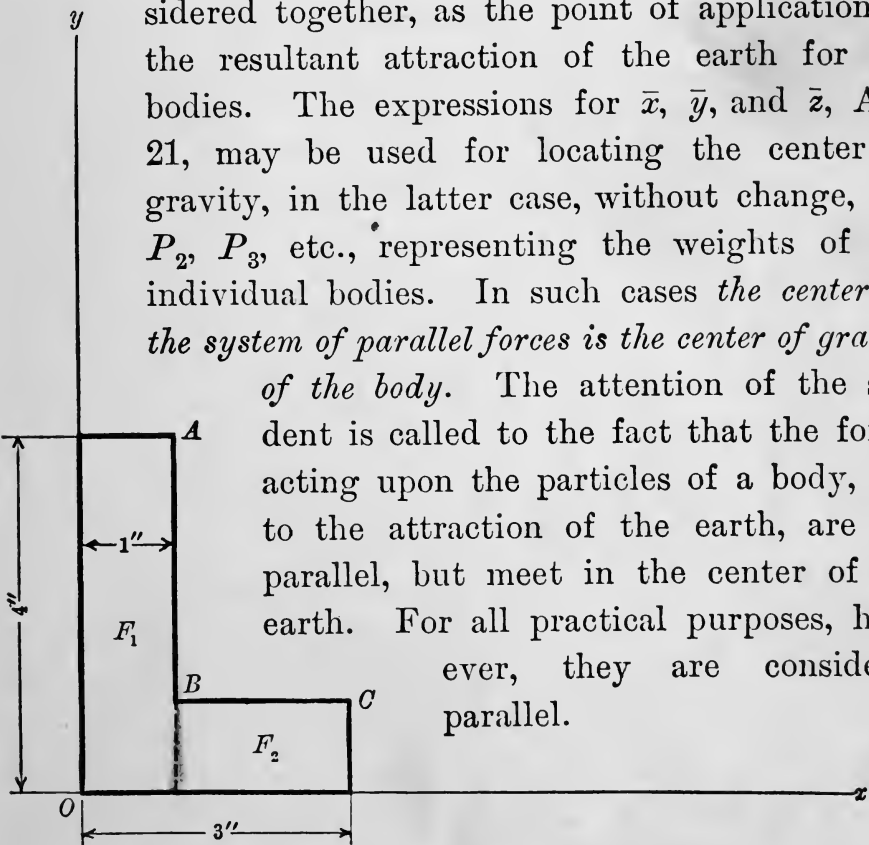 y
sidered together, as the point of application
the resultant attraction of the earth for
bodies. The expressions for x̄, ȳ, and z̄, A
21, may be used for locating the center
gravity, in the latter case, without change,
P₂, P₃, etc., representing the weights of
individual bodies. In such cases the center
the system of parallel forces is the center of gra
of the body. The attention of the s
dent is called to the fact that the fo
acting upon the particles of a body,
to the attraction of the earth, are
parallel, but meet in the center of
earth. For all practical purposes, h
ever, they are conside
parallel.
A
1″
4″
F₁
B
C
F₂
O
x
3″